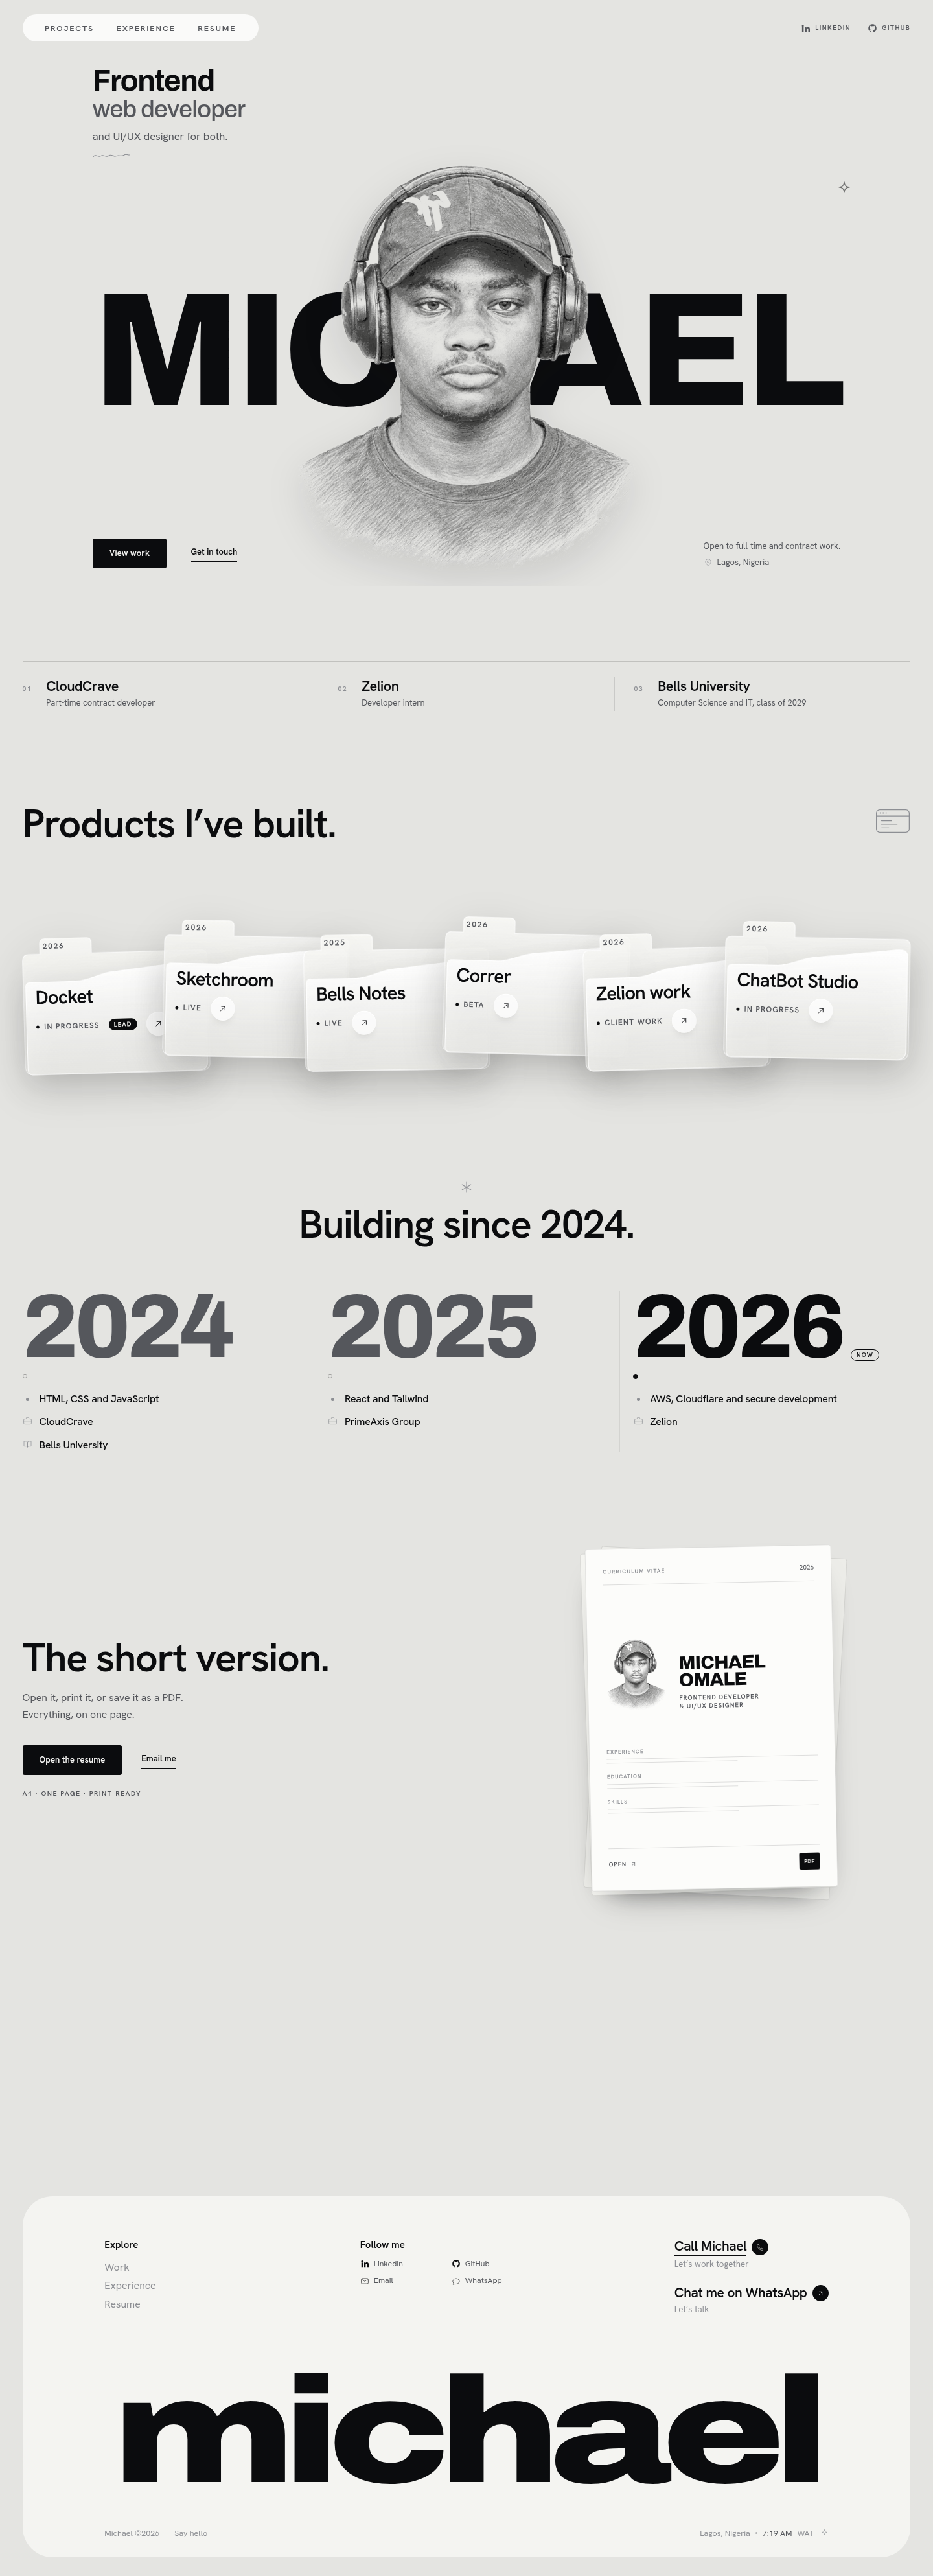 PROJECTS EXPERIENCE RESUME
LINKEDIN GITHUB
Frontend
web developer
and UI/UX designer for both.
MIC AEL
View work Get in touch
Open to full-time and contract work.
Lagos, Nigeria
01 CloudCrave
Part-time contract developer
02 Zelion
Developer intern
03 Bells University
Computer Science and IT, class of 2029
Products I’ve built.
2026
Docket
IN PROGRESS LEAD
2026
Sketchroom
LIVE
2025
Bells Notes
LIVE
2026
Correr
BETA
2026
Zelion work
CLIENT WORK
2026
ChatBot Studio
IN PROGRESS
Building since 2024.
2024
HTML, CSS and JavaScript
CloudCrave
Bells University
2025
React and Tailwind
PrimeAxis Group
2026 NOW
AWS, Cloudflare and secure development
Zelion
The short version.
Open it, print it, or save it as a PDF.
Everything, on one page.
Open the resume Email me
A4 · ONE PAGE · PRINT-READY
CURRICULUM VITAE 2026
MICHAEL
OMALE
FRONTEND DEVELOPER
& UI/UX DESIGNER
EXPERIENCE
EDUCATION
SKILLS
OPEN PDF
Explore
Work
Experience
Resume
Follow me
LinkedIn GitHub
Email WhatsApp
Call Michael
Let’s work together
Chat me on WhatsApp
Let’s talk
michael
Michael ©2026 Say hello
Lagos, Nigeria • 7:19 AM WAT